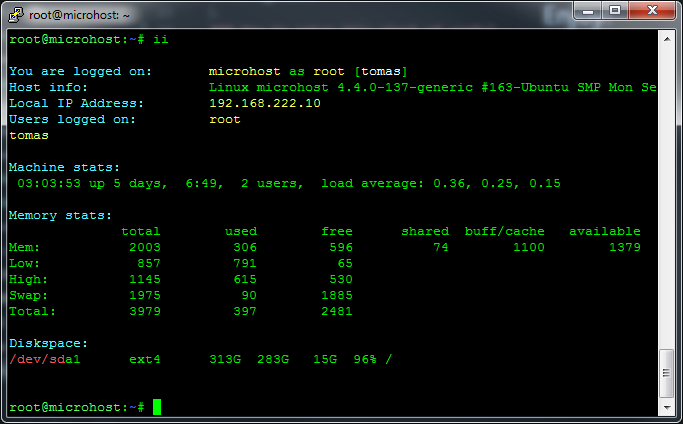 root@microhost: ~
root@microhost:~# ii
You are logged on:       microhost as root [tomas]
Host info:               Linux microhost 4.4.0-137-generic #163-Ubuntu SMP Mon Se
Local IP Address:        192.168.222.10
Users logged on:         root
tomas
Machine stats:
 03:03:53 up 5 days,  6:49,  2 users,  load average: 0.36, 0.25, 0.15
Memory stats:
              total        used        free      shared  buff/cache   available
Mem:           2003         306         596          74        1100        1379
Low:            857         791          65
High:          1145         615         530
Swap:          1975          90        1885
Total:         3979         397        2481
Diskspace:
/dev/sda1      ext4      313G  283G   15G  96% /
root@microhost:~#